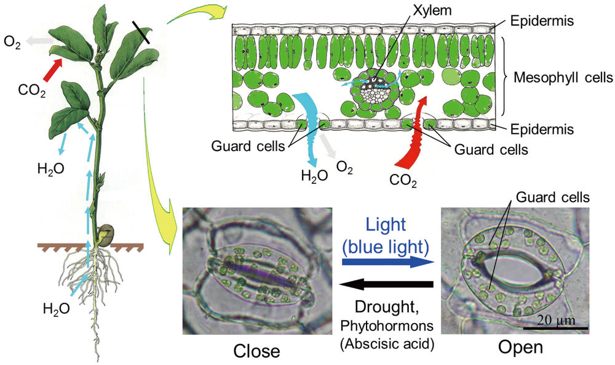 O2
CO2
H2O
H2O
Xylem
Epidermis
Mesophyll cells
Epidermis
Guard cells
Guard cells
O2
H2O
CO2
Light
(blue light)
Drought,
Phytohormons
(Abscisic acid)
Guard cells
20 µm
Close
Open